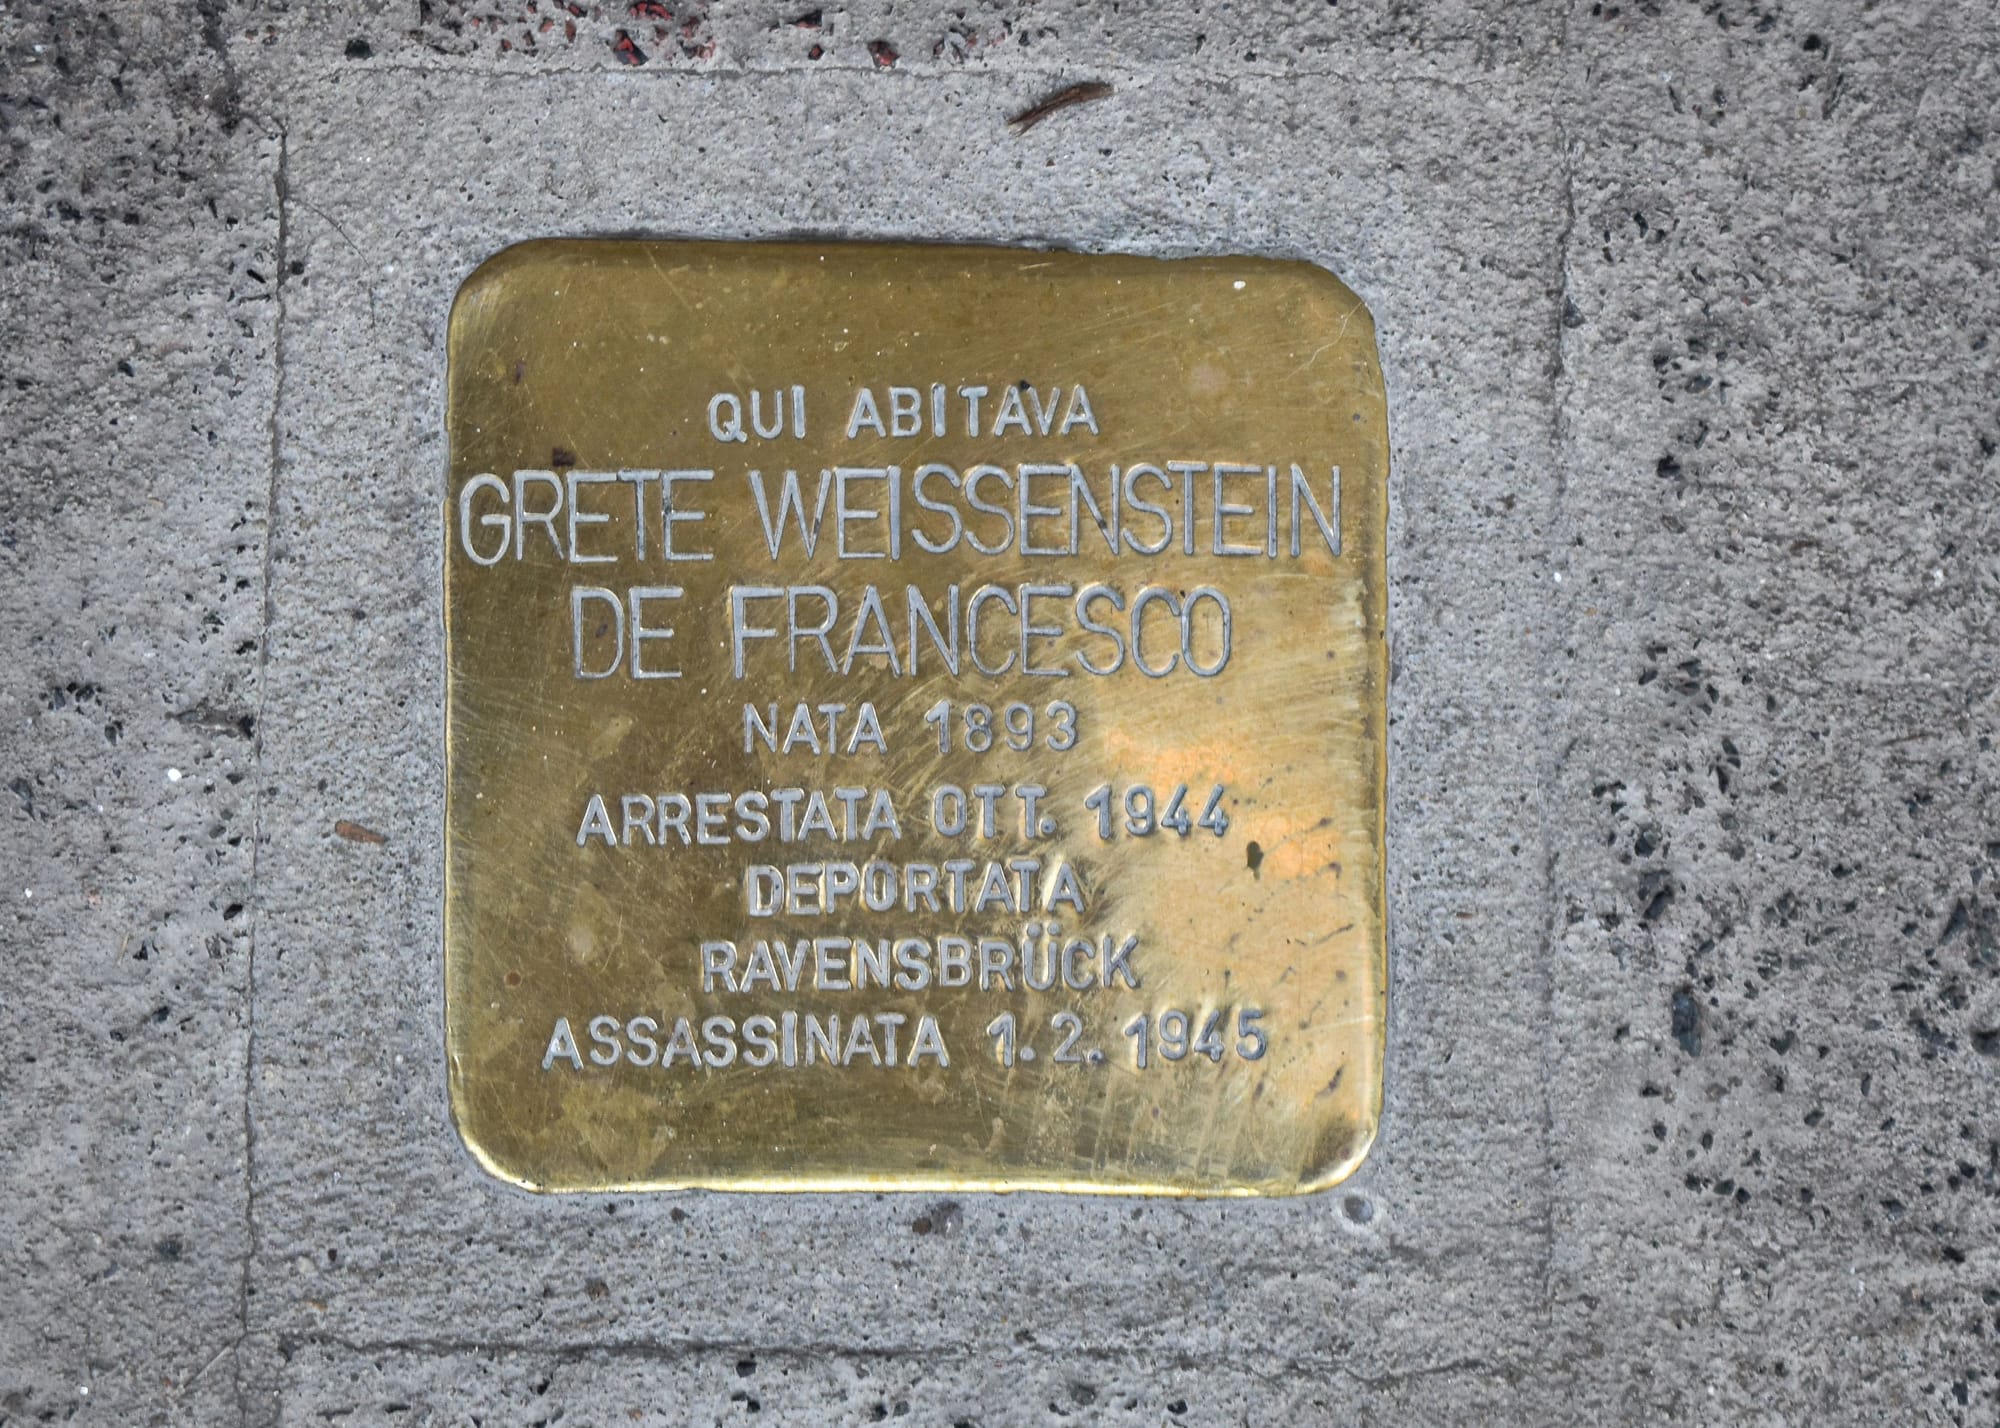 QUI ABITAVA
GRETE WEISSENSTEIN
DE FRANCESCO
NATA 1893
ARRESTATA OTT. 1944
DEPORTATA
RAVENSBRÜCK
ASSASSINATA 1.2.1945